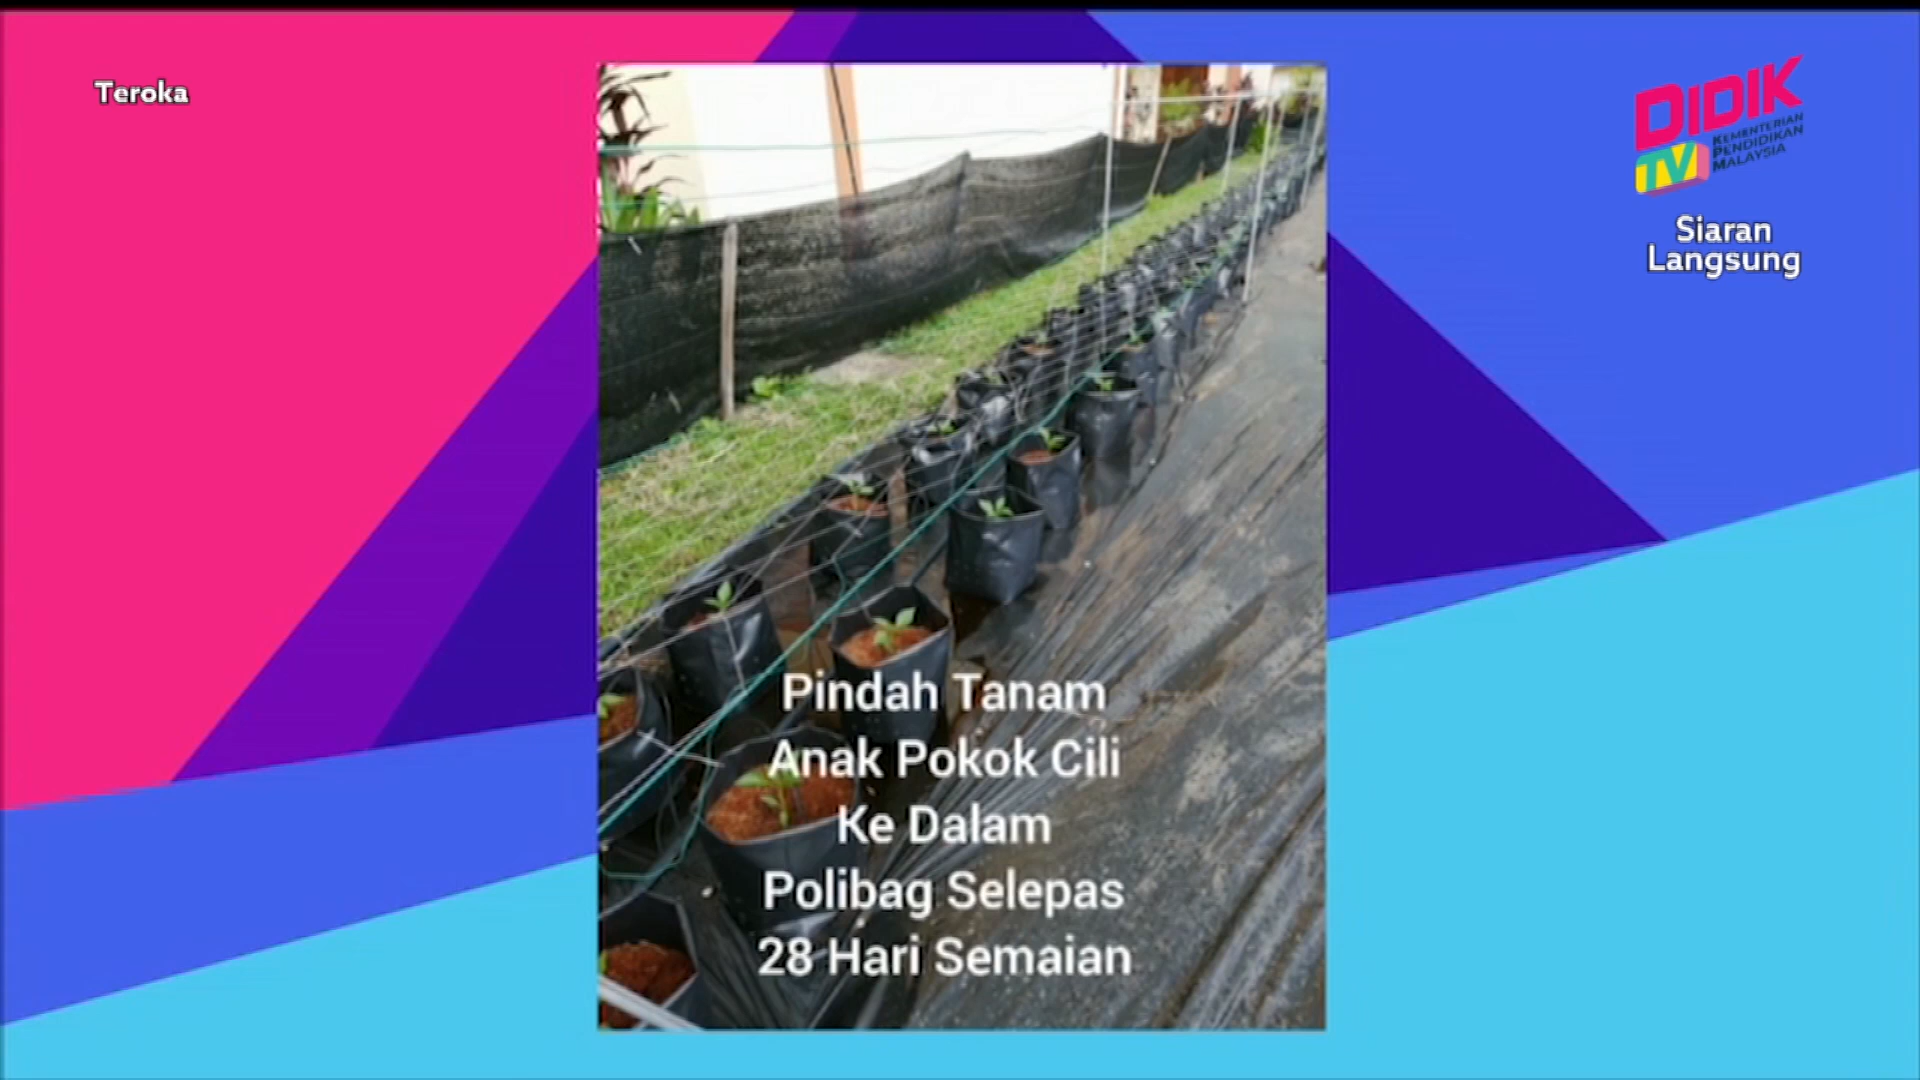 Teroka
DIDIK
TV
KEMENTERIAN
PENDIDIKAN
MALAYSIA
Siaran
Langsung
Pindah Tanam
Anak Pokok Cili
Ke Dalam
Polibag Selepas
28 Hari Semaian